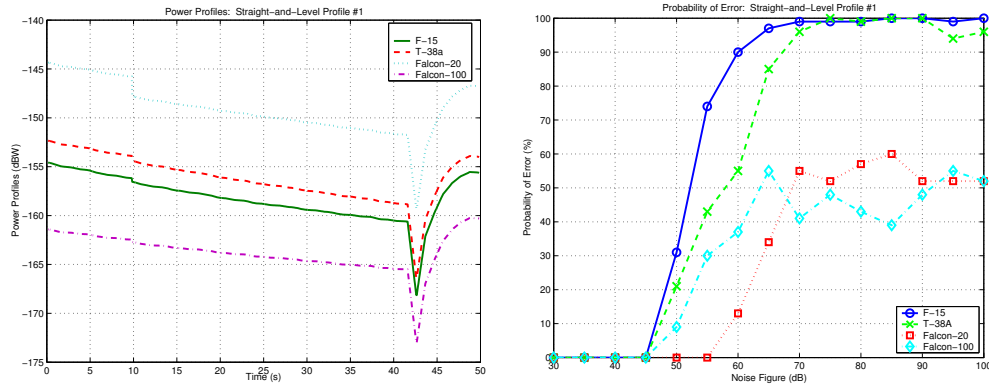 Power Profiles: Straight-and-Level Profile #1
−140
−145
−150
−155
−160
−165
−170
−175
Power Profiles (dBW)
0
5
10
15
20
25
30
35
40
45
50
Time (s)
F−15
T−38a
Falcon−20
Falcon−100
Probability of Error: Straight-and-Level Profile #1
100
90
80
70
60
50
40
30
20
10
0
Probability of Error (%)
30
40
50
60
70
80
90
100
Noise Figure (dB)
F−15
T−38A
Falcon−20
Falcon−100